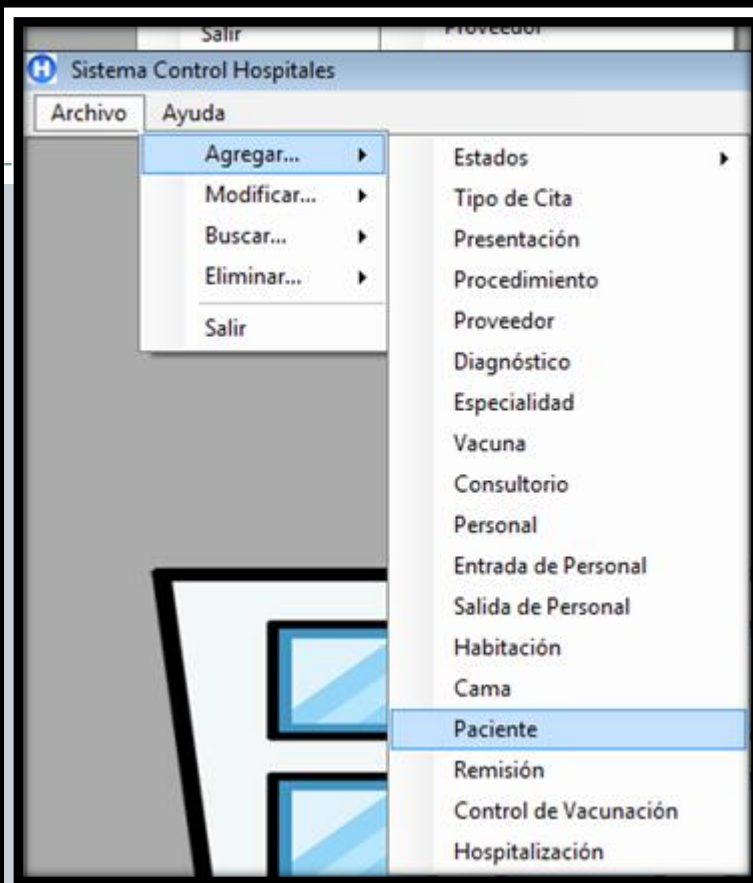 Salir Proveedor
Sistema Control Hospitales
Archivo Ayuda
Agregar...
Modificar...
Buscar...
Eliminar...
Salir
Estados
Tipo de Cita
Presentación
Procedimiento
Proveedor
Diagnóstico
Especialidad
Vacuna
Consultorio
Personal
Entrada de Personal
Salida de Personal
Habitación
Cama
Paciente
Remisión
Control de Vacunación
Hospitalización